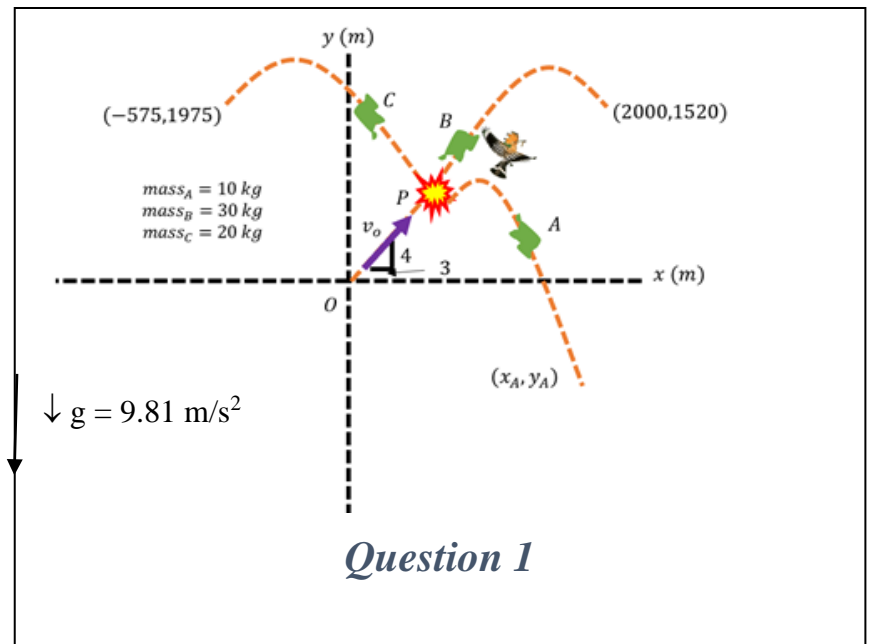 y (m)
(−575,1975)
C
B
(2000,1520)
mass_A = 10 kg
mass_B = 30 kg
mass_C = 20 kg
P
v_o
A
4
3
x (m)
O
(x_A, y_A)
↓ g = 9.81 m/s²
Question 1